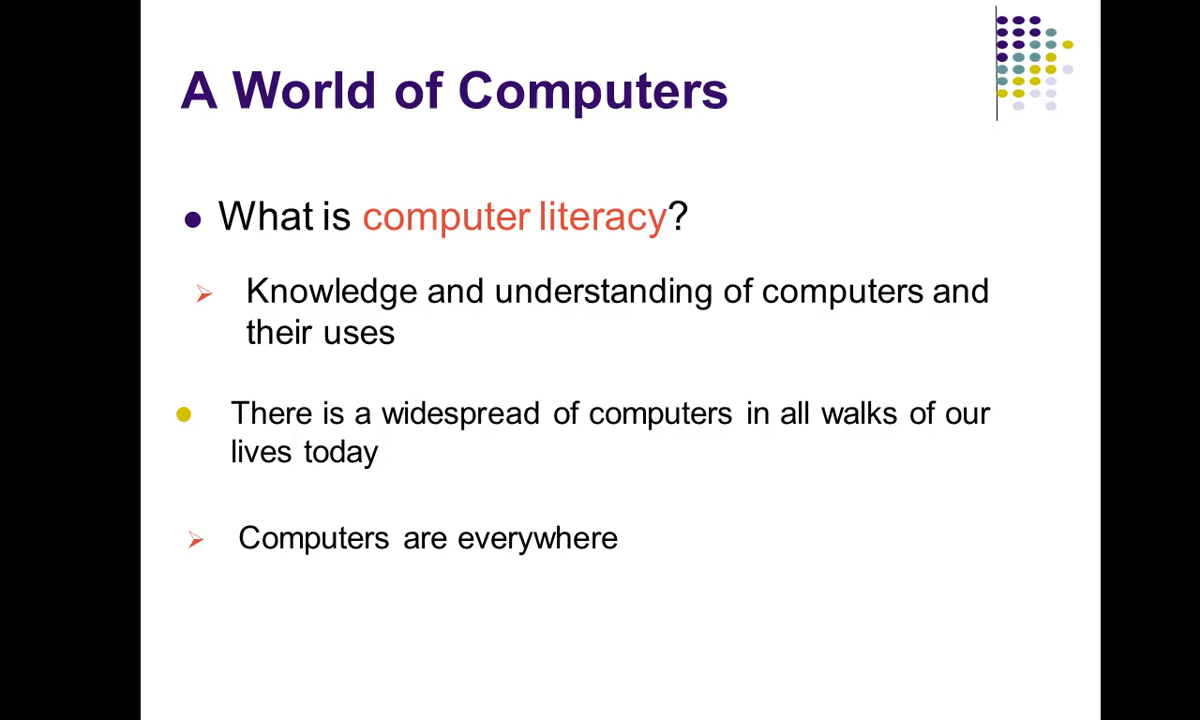 A World of Computers
What is computer literacy?
Knowledge and understanding of computers and
their uses
There is a widespread of computers in all walks of our
lives today
Computers are everywhere